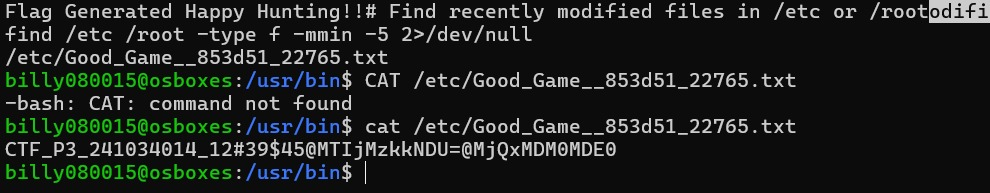 Flag Generated Happy Hunting!!# Find recently modified files in /etc or /rootodifi
find /etc /root -type f -mmin -5 2>/dev/null
/etc/Good_Game__853d51_22765.txt
billy080015@osboxes:/usr/bin$ CAT /etc/Good_Game__853d51_22765.txt
-bash: CAT: command not found
billy080015@osboxes:/usr/bin$ cat /etc/Good_Game__853d51_22765.txt
CTF_P3_241034014_12#39$45@MTIjMzkkNDU=@MjQxMDM0MDE0
billy080015@osboxes:/usr/bin$